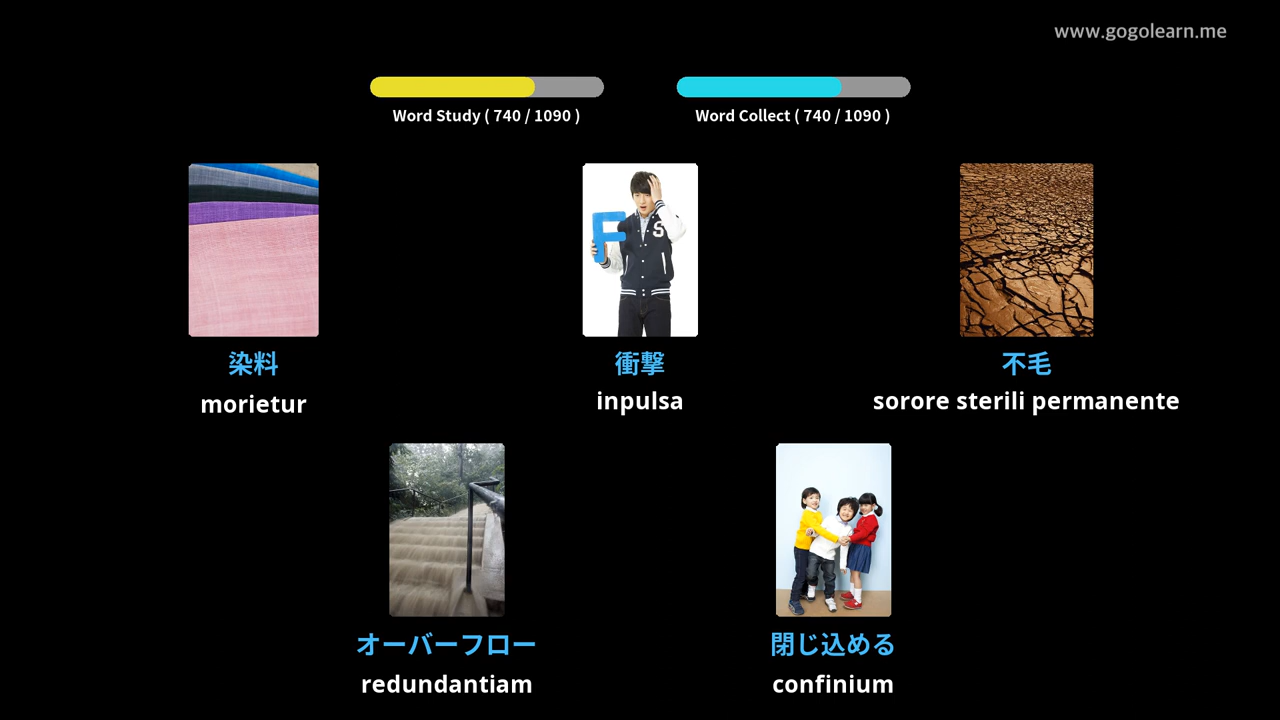 www.gogolearn.me
Word Study ( 740 / 1090 )
Word Collect ( 740 / 1090 )
F
S
染料
morietur
衝撃
inpulsa
不毛
sorore sterili permanente
オーバーフロー
redundantiam
閉じ込める
confinium